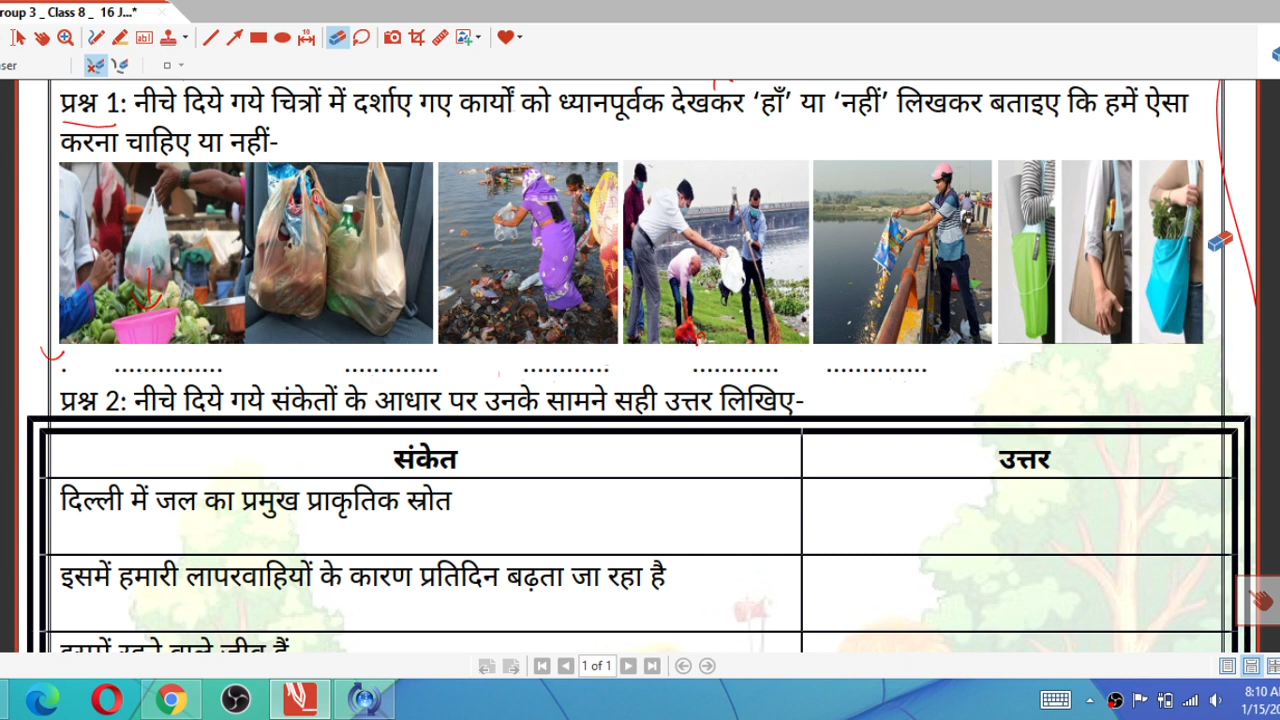 roup 3 _ Class 8 _ 16 J...*
ser
प्रश्न 1: नीचे दिये गये चित्रों में दर्शाए गए कार्यों को ध्यानपूर्वक देखकर ‘हाँ’ या ‘नहीं’ लिखकर बताइए कि हमें ऐसा
करना चाहिए या नहीं-
. ............... ............. ............ ............ ..............
प्रश्न 2: नीचे दिये गये संकेतों के आधार पर उनके सामने सही उत्तर लिखिए-
संकेत उत्तर
दिल्ली में जल का प्रमुख प्राकृतिक स्रोत
इसमें हमारी लापरवाहियों के कारण प्रतिदिन बढ़ता जा रहा है
इसमें रहने वाले जीव हैं
1 of 1
8:10 A
1/15/20